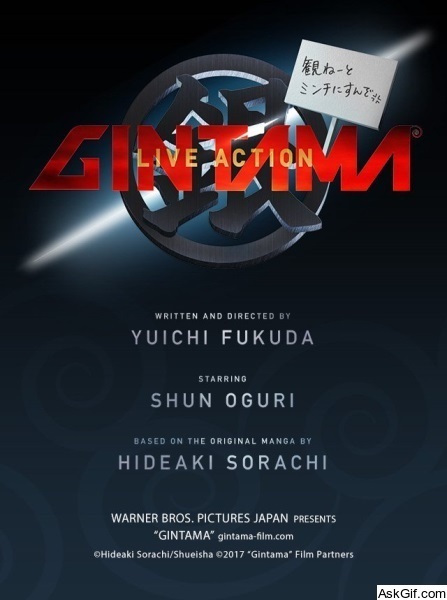 観ねーと
ミンチにすんぞ
銀
GINTAMA
LIVE ACTION
WRITTEN AND DIRECTED BY
YUICHI FUKUDA
STARRING
SHUN OGURI
BASED ON THE ORIGINAL MANGA BY
HIDEAKI SORACHI
WARNER BROS. PICTURES JAPAN PRESENTS
"GINTAMA" gintama-film.com
©Hideaki Sorachi/Shueisha ©2017 "Gintama" Film Partners
AskGif.com